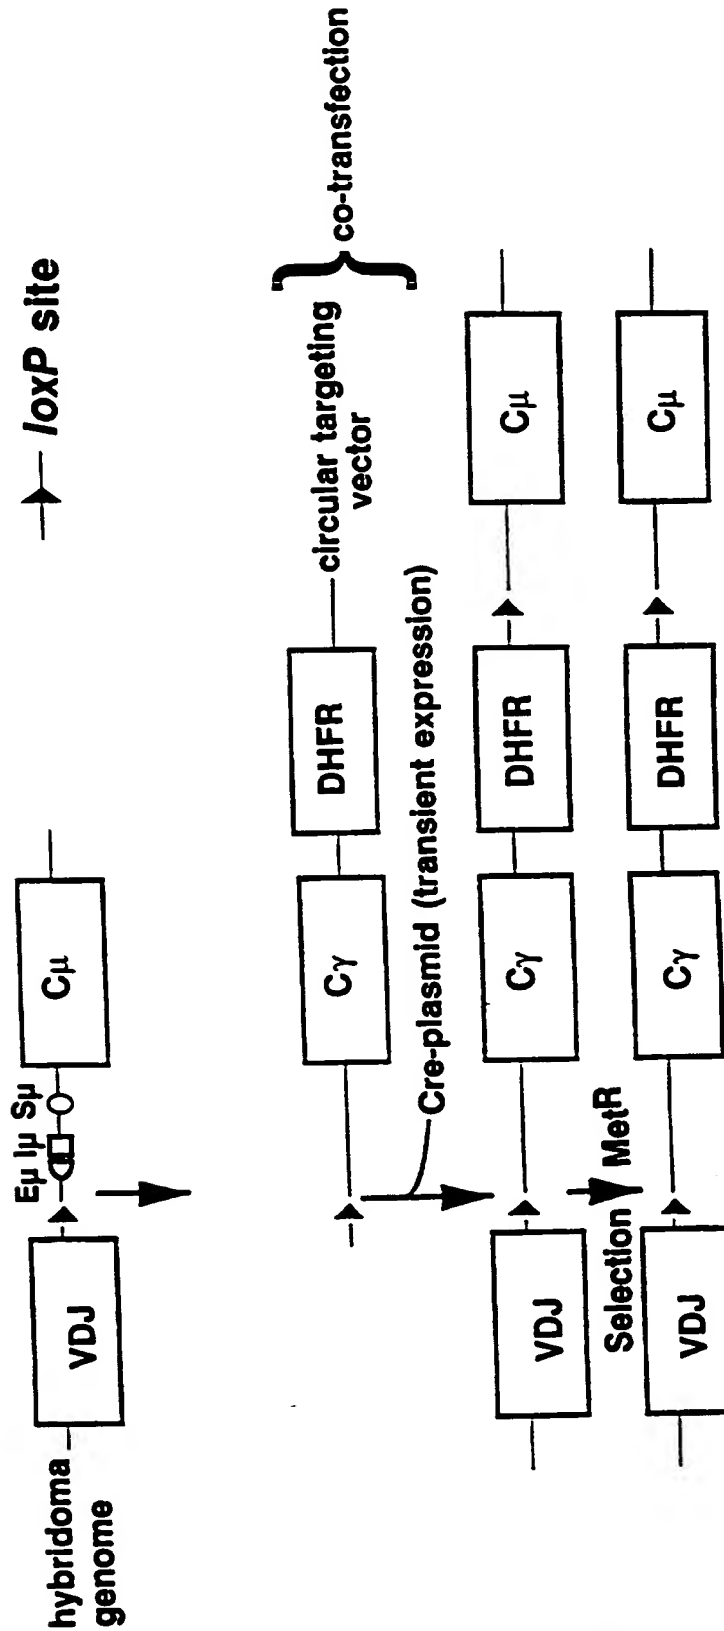 loxP site
hybridoma
genome
VDJ
Eμ Iμ Sμ
Cμ
Cγ
DHFR
circular targeting
vector
co-transfection
Cre-plasmid (transient expression)
VDJ
Cγ
DHFR
Cμ
Selection MetR
VDJ
Cγ
DHFR
Cμ